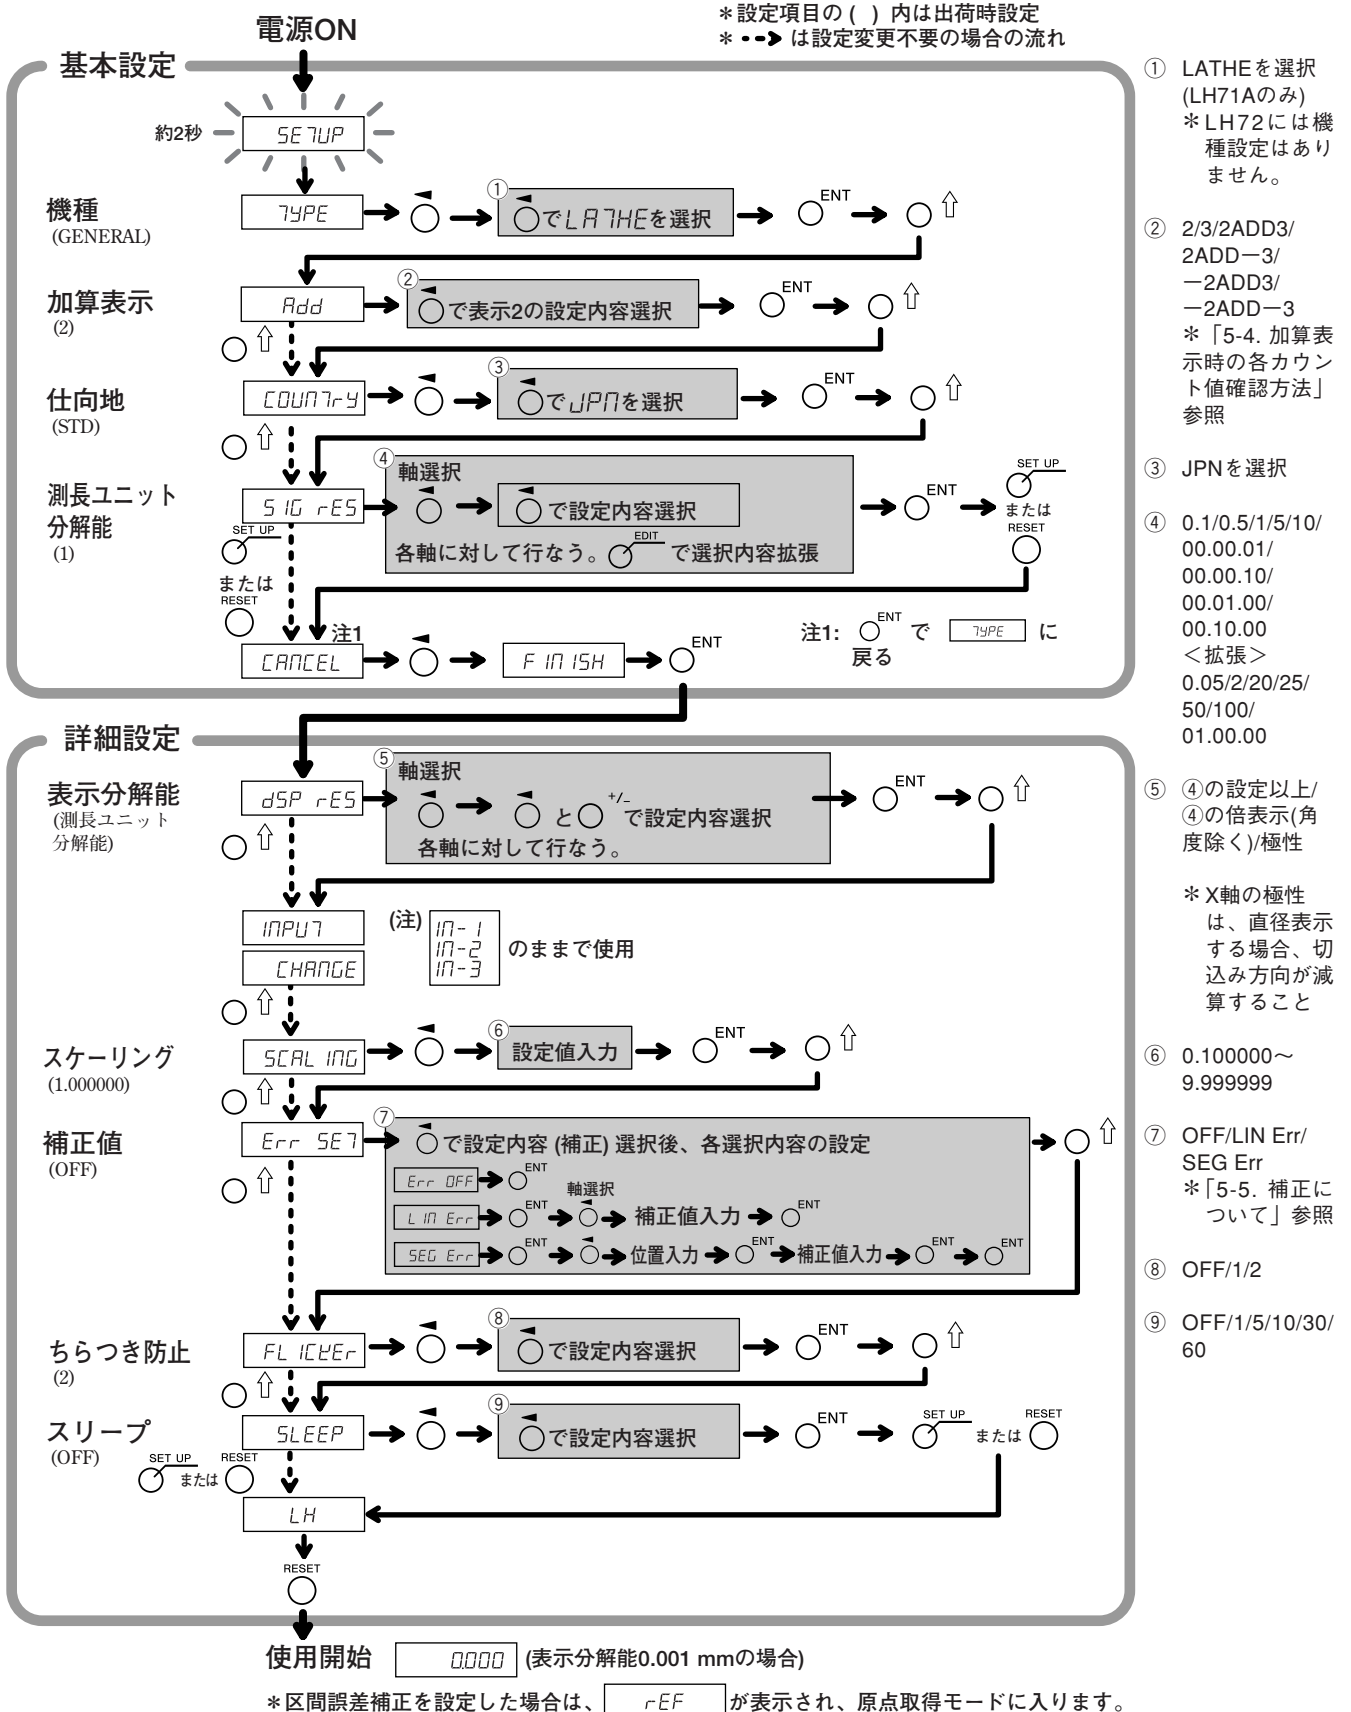 電源ON
＊設定項目の ( ) 内は出荷時設定
＊ は設定変更不要の場合の流れ
基本設定
約2秒
SETUP
機種
(GENERAL)
TYPE
①
でLATHEを選択
ENT
加算表示
(2)
Add
②
で表示2の設定内容選択
ENT
仕向地
(STD)
COUNTrY
③
でJPNを選択
ENT
測長ユニット
分解能
(1)
SIG rES
④
軸選択
で設定内容選択
各軸に対して行なう。 EDIT で選択内容拡張
ENT
SET UP
または
RESET
SET UP
または
RESET
注1
CANCEL
FINISH
ENT
注1: ENT で TYPE に
戻る
詳細設定
表示分解能
(測長ユニット
分解能)
dSP rES
⑤
軸選択
と +/− で設定内容選択
各軸に対して行なう。
ENT
INPUT
CHANGE
(注)
IN-1
IN-2
IN-3
のままで使用
スケーリング
(1.000000)
SCALING
⑥
設定値入力
ENT
補正値
(OFF)
Err SET
⑦
で設定内容 (補正) 選択後、各選択内容の設定
Err OFF ENT
軸選択
LIN Err ENT 補正値入力 ENT
SEG Err ENT 位置入力 ENT 補正値入力 ENT ENT
ちらつき防止
(2)
FLICKEr
⑧
で設定内容選択
ENT
スリープ
(OFF)
SLEEP
⑨
で設定内容選択
ENT
SET UP または RESET
SET UP または RESET
LH
RESET
使用開始 0.000 (表示分解能0.001 mmの場合)
＊区間誤差補正を設定した場合は、 rEF が表示され、原点取得モードに入ります。
① LATHEを選択
(LH71Aのみ)
＊LH72には機
種設定はあり
ません。
② 2/3/2ADD3/
2ADDー3/
ー2ADD3/
ー2ADDー3
＊「5-4. 加算表
示時の各カウン
ト値確認方法」
参照
③ JPNを選択
④ 0.1/0.5/1/5/10/
00.00.01/
00.00.10/
00.01.00/
00.10.00
＜拡張＞
0.05/2/20/25/
50/100/
01.00.00
⑤ ④の設定以上/
④の倍表示(角
度除く)/極性
＊X軸の極性
は、直径表示
する場合、切
込み方向が減
算すること
⑥ 0.100000～
9.999999
⑦ OFF/LIN Err/
SEG Err
＊「5-5. 補正に
ついて」参照
⑧ OFF/1/2
⑨ OFF/1/5/10/30/
60